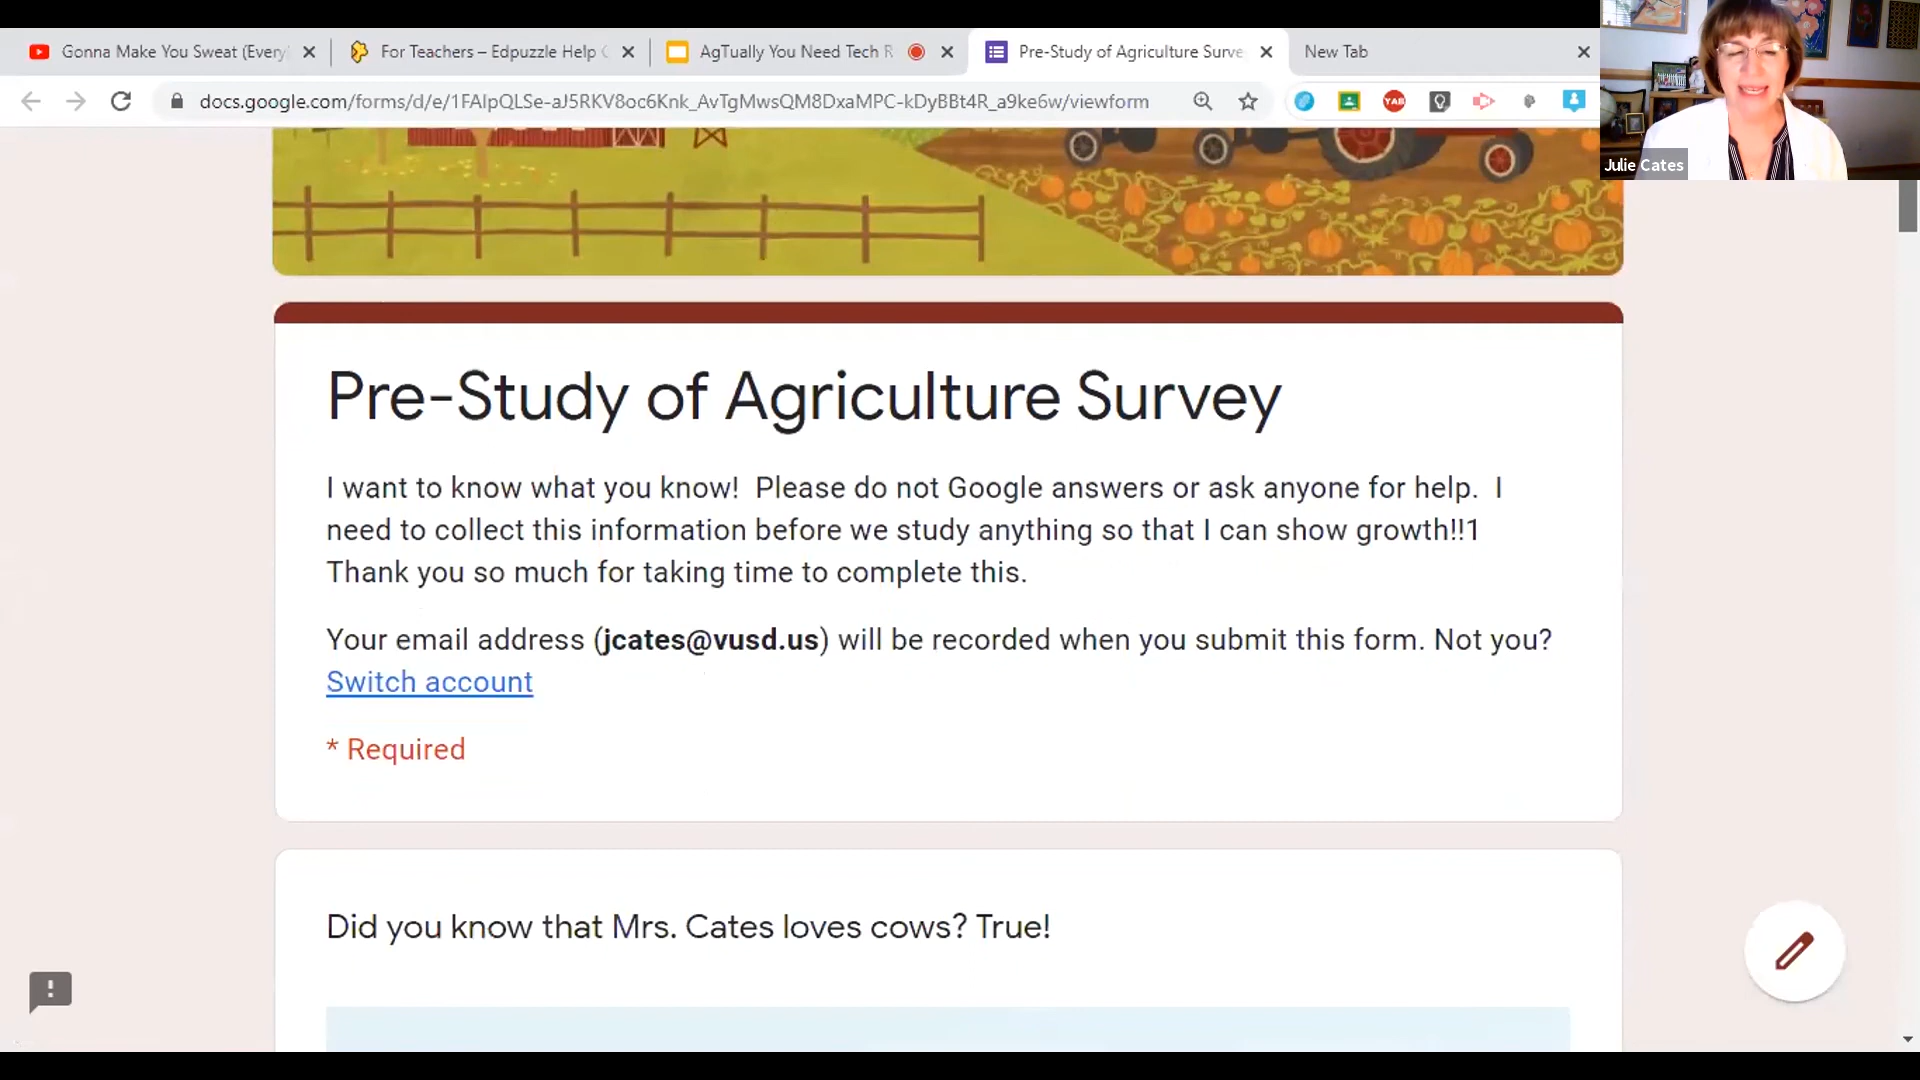 Gonna Make You Sweat (Every
For Teachers – Edpuzzle Help C
AgTually You Need Tech R
Pre-Study of Agriculture Surve
New Tab
docs.google.com/forms/d/e/1FAIpQLSe-aJ5RKV8oc6Knk_AvTgMwsQM8DxaMPC-kDyBBt4R_a9ke6w/viewform
YAB
Julie Cates
Pre-Study of Agriculture Survey
I want to know what you know!  Please do not Google answers or ask anyone for help.  I
need to collect this information before we study anything so that I can show growth!!1
Thank you so much for taking time to complete this.
Your email address (jcates@vusd.us) will be recorded when you submit this form. Not you?
Switch account
* Required
Did you know that Mrs. Cates loves cows? True!